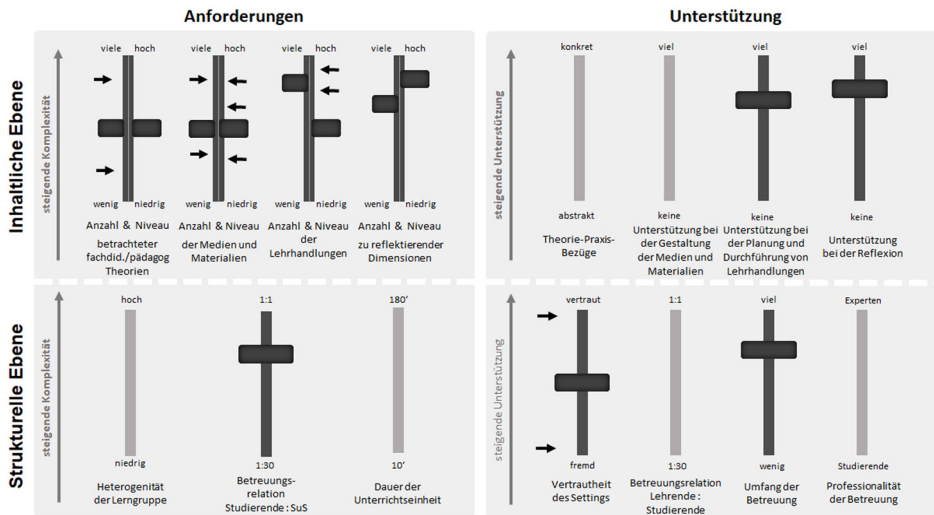 Anforderungen
Unterstützung
Inhaltliche Ebene
steigende Komplexität
viele hoch
viele hoch
viele hoch
viele hoch
wenig niedrig
wenig niedrig
wenig niedrig
wenig niedrig
Anzahl & Niveau
betrachteter
fachdid./pädagog
Theorien
Anzahl & Niveau
der Medien und
Materialien
Anzahl & Niveau
der
Lehrhandlungen
Anzahl & Niveau
zu reflektierender
Dimensionen
steigende Unterstützung
konkret
viel
viel
viel
abstrakt
keine
keine
keine
Theorie-Praxis-
Bezüge
Unterstützung bei
der Gestaltung
der Medien und
Materialien
Unterstützung bei
der Planung und
Durchführung von
Lehrhandlungen
Unterstützung
bei der Reflexion
Strukturelle Ebene
steigende Komplexität
hoch
1:1
180′
niedrig
1:30
10′
Heterogenität
der Lerngruppe
Betreuungs-
relation
Studierende : SuS
Dauer der
Unterrichtseinheit
steigende Unterstützung
vertraut
1:1
viel
Experten
fremd
1:30
wenig
Studierende
Vertrautheit
des Settings
Betreuungsrelation
Lehrende :
Studierende
Umfang der
Betreuung
Professionalität
der Betreuung